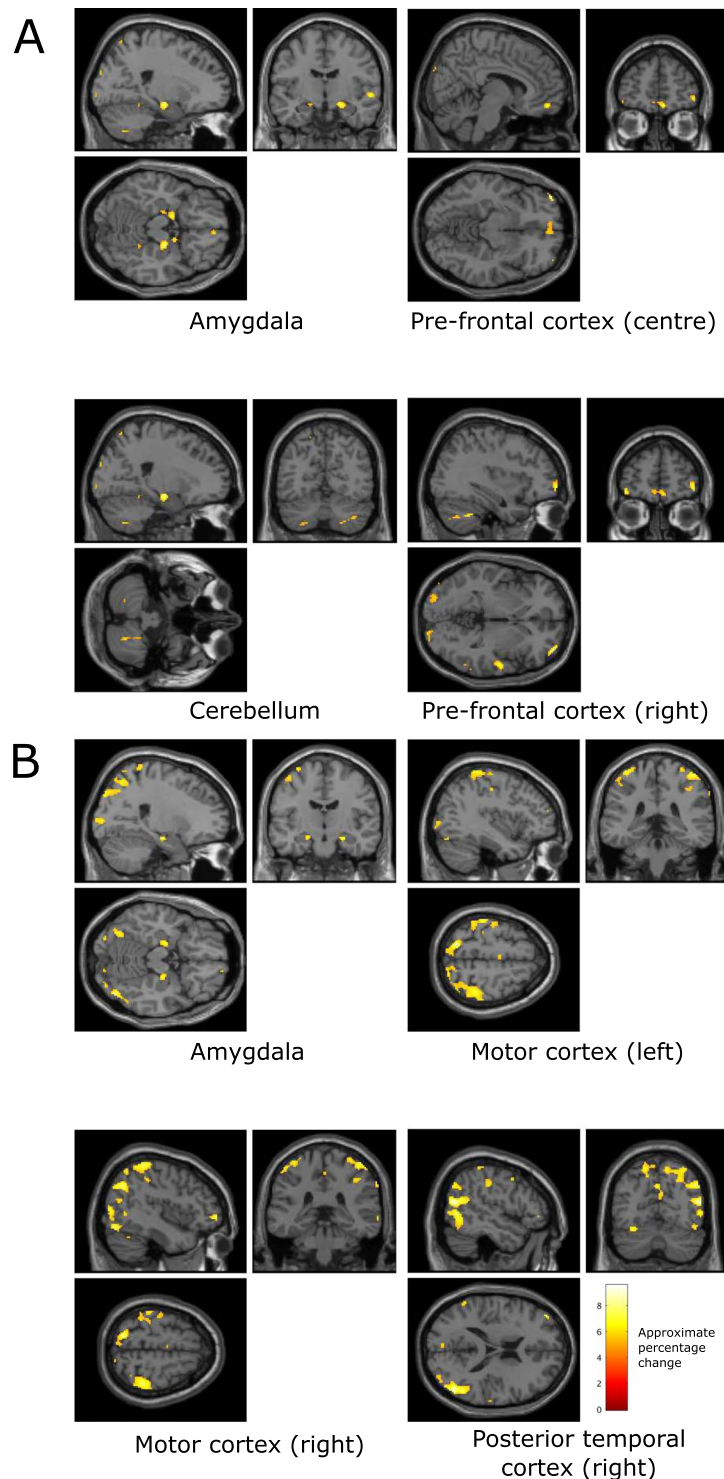 A
Amygdala
Pre-frontal cortex (centre)
Cerebellum
Pre-frontal cortex (right)
B
Amygdala
Motor cortex (left)
Motor cortex (right)
Posterior temporal
cortex (right)
8
6
4
2
0
Approximate
percentage
change